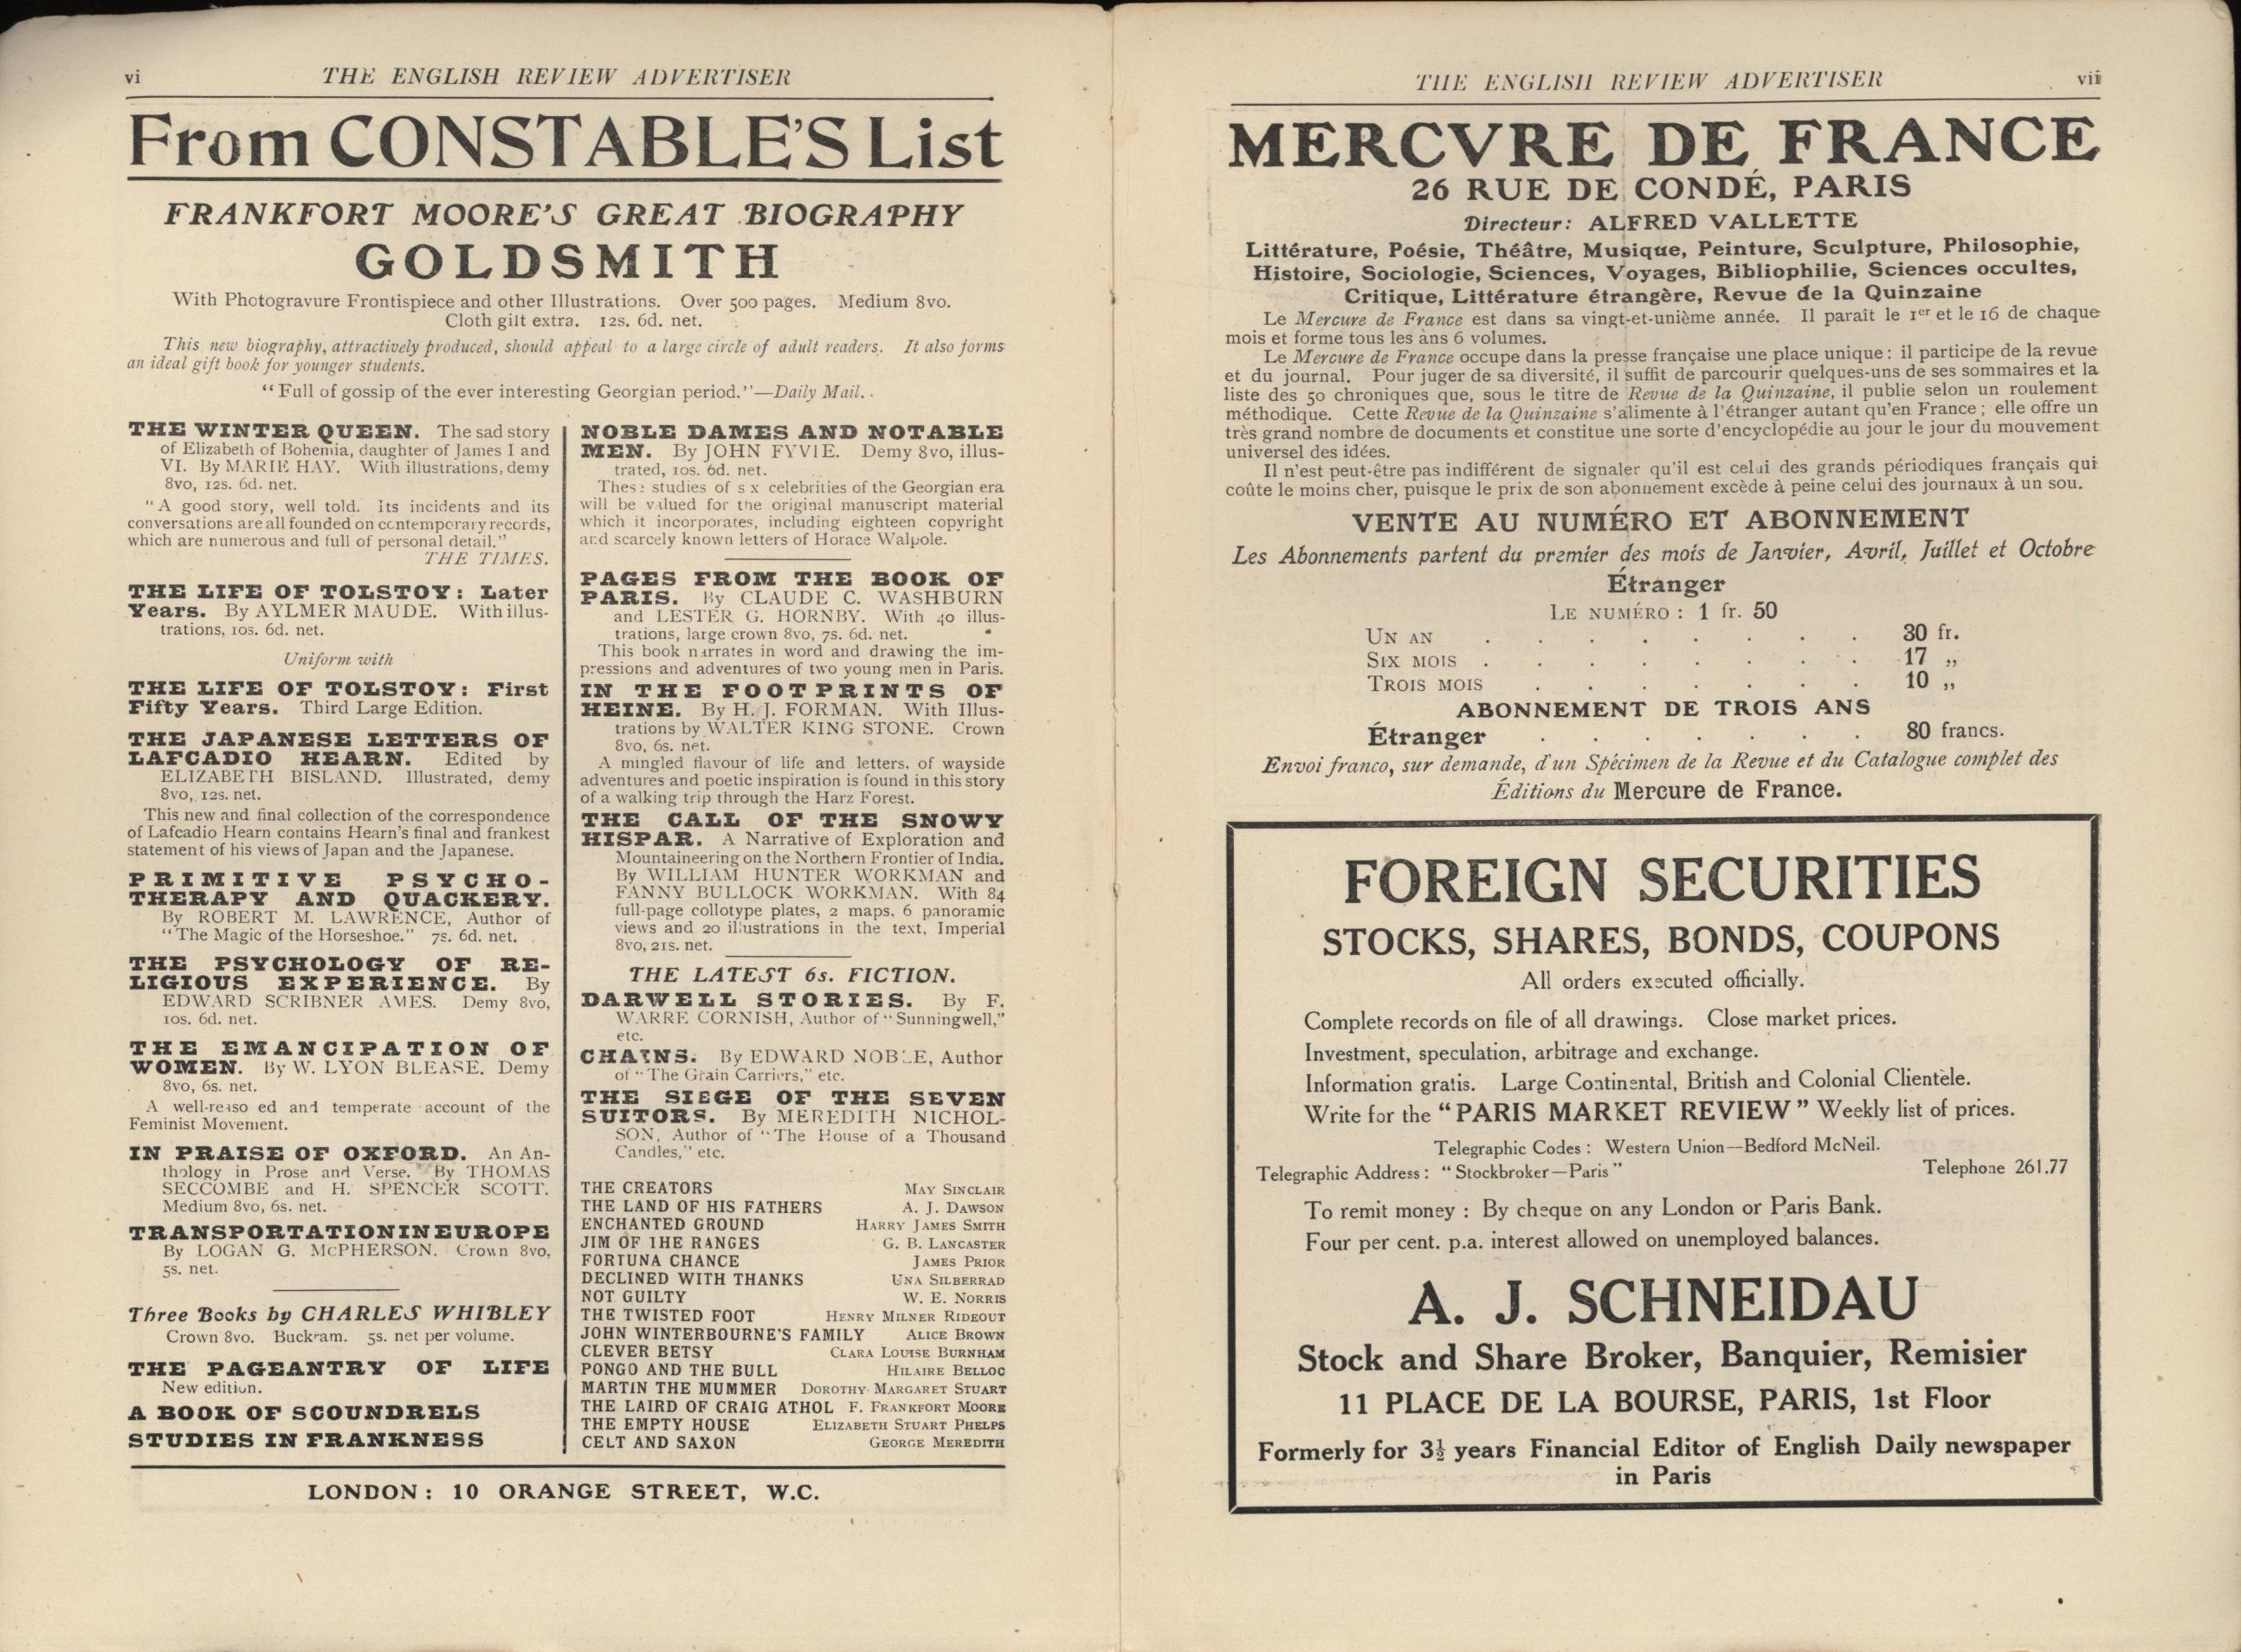 vi
THE ENGLISH REVIEW ADVERTISER
From CONSTABLE'S List
FRANKFORT MOORE'S GREAT BIOGRAPHY
GOLDSMITH
With Photogravure Frontispiece and other Illustrations. Over 500 pages. Medium 8vo.
Cloth gilt extra. 12s. 6d. net.
This new biography, attractively produced, should appeal to a large circle of adult readers. It also forms
an ideal gift book for younger students.
"Full of gossip of the ever interesting Georgian period."—Daily Mail.
THE WINTER QUEEN. The sad story
of Elizabeth of Bohemia, daughter of James I and
VI. By MARIE HAY. With illustrations, demy
8vo, 12s. 6d. net.
"A good story, well told. Its incidents and its
conversations are all founded on contemporary records,
which are numerous and full of personal detail."
THE TIMES.
THE LIFE OF TOLSTOY: Later
Years. By AYLMER MAUDE. With illus-
trations, 10s. 6d. net.
Uniform with
THE LIFE OF TOLSTOY: First
Fifty Years. Third Large Edition.
THE JAPANESE LETTERS OF
LAFCADIO HEARN. Edited by
ELIZABETH BISLAND. Illustrated, demy
8vo, 12s. net.
This new and final collection of the correspondence
of Lafcadio Hearn contains Hearn's final and frankest
statement of his views of Japan and the Japanese.
PRIMITIVE PSYCHO-
THERAPY AND QUACKERY.
By ROBERT M. LAWRENCE, Author of
"The Magic of the Horseshoe." 7s. 6d. net.
THE PSYCHOLOGY OF RE-
LIGIOUS EXPERIENCE. By
EDWARD SCRIBNER AMES. Demy 8vo,
10s. 6d. net.
THE EMANCIPATION OF
WOMEN. By W. LYON BLEASE. Demy
8vo, 6s. net.
A well-reaso ed and temperate account of the
Feminist Movement.
IN PRAISE OF OXFORD. An An-
thology in Prose and Verse. By THOMAS
SECCOMBE and H. SPENCER SCOTT.
Medium 8vo, 6s. net.
TRANSPORTATION IN EUROPE
By LOGAN G. McPHERSON. Crown 8vo,
5s. net.
Three Books by CHARLES WHIBLEY
Crown 8vo. Buckram. 5s. net per volume.
THE PAGEANTRY OF LIFE
New edition.
A BOOK OF SCOUNDRELS
STUDIES IN FRANKNESS
NOBLE DAMES AND NOTABLE
MEN. By JOHN FYVIE. Demy 8vo, illus-
trated, 10s. 6d. net.
These studies of s x celebrities of the Georgian era
will be valued for the original manuscript material
which it incorporates, including eighteen copyright
and scarcely known letters of Horace Walpole.
PAGES FROM THE BOOK OF
PARIS. By CLAUDE C. WASHBURN
and LESTER G. HORNBY. With 40 illus-
trations, large crown 8vo, 7s. 6d. net.
This book narrates in word and drawing the im-
pressions and adventures of two young men in Paris.
IN THE FOOTPRINTS OF
HEINE. By H. J. FORMAN. With Illus-
trations by WALTER KING STONE. Crown
8vo, 6s. net.
A mingled flavour of life and letters, of wayside
adventures and poetic inspiration is found in this story
of a walking trip through the Harz Forest.
THE CALL OF THE SNOWY
HISPAR. A Narrative of Exploration and
Mountaineering on the Northern Frontier of India.
By WILLIAM HUNTER WORKMAN and
FANNY BULLOCK WORKMAN. With 84
full-page collotype plates, 2 maps, 6 panoramic
views and 20 illustrations in the text, Imperial
8vo, 21s. net.
THE LATEST 6s. FICTION.
DARWELL STORIES. By F.
WARRE CORNISH, Author of "Sunningwell,"
etc.
CHAINS. By EDWARD NOBLE, Author
of "The Grain Carriers," etc.
THE SIEGE OF THE SEVEN
SUITORS. By MEREDITH NICHOL-
SON, Author of "The House of a Thousand
Candles," etc.
THE CREATORS MAY SINCLAIR
THE LAND OF HIS FATHERS A. J. DAWSON
ENCHANTED GROUND HARRY JAMES SMITH
JIM OF THE RANGES G. B. LANCASTER
FORTUNA CHANCE JAMES PRIOR
DECLINED WITH THANKS UNA SILBERRAD
NOT GUILTY W. E. NORRIS
THE TWISTED FOOT HENRY MILNER RIDEOUT
JOHN WINTERBOURNE'S FAMILY ALICE BROWN
CLEVER BETSY CLARA LOUISE BURNHAM
PONGO AND THE BULL HILAIRE BELLOC
MARTIN THE MUMMER DOROTHY MARGARET STUART
THE LAIRD OF CRAIG ATHOL F. FRANKFORT MOORE
THE EMPTY HOUSE ELIZABETH STUART PHELPS
CELT AND SAXON GEORGE MEREDITH
LONDON: 10 ORANGE STREET, W.C.
THE ENGLISH REVIEW ADVERTISER
vii
MERCVRE DE FRANCE
26 RUE DE CONDÉ, PARIS
Directeur: ALFRED VALLETTE
Littérature, Poésie, Théâtre, Musique, Peinture, Sculpture, Philosophie,
Histoire, Sociologie, Sciences, Voyages, Bibliophilie, Sciences occultes,
Critique, Littérature étrangère, Revue de la Quinzaine
Le Mercure de France est dans sa vingt-et-unième année. Il paraît le 1er et le 16 de chaque
mois et forme tous les ans 6 volumes.
Le Mercure de France occupe dans la presse française une place unique: il participe de la revue
et du journal. Pour juger de sa diversité, il suffit de parcourir quelques-uns de ses sommaires et la
liste des 50 chroniques que, sous le titre de Revue de la Quinzaine, il publie selon un roulement
méthodique. Cette Revue de la Quinzaine s'alimente à l'étranger autant qu'en France; elle offre un
très grand nombre de documents et constitue une sorte d'encyclopédie au jour le jour du mouvement
universel des idées.
Il n'est peut-être pas indifférent de signaler qu'il est celui des grands périodiques français qui
coûte le moins cher, puisque le prix de son abonnement excède à peine celui des journaux à un sou.
VENTE AU NUMÉRO ET ABONNEMENT
Les Abonnements partent du premier des mois de Janvier, Avril, Juillet et Octobre
Étranger
LE NUMÉRO: 1 fr. 50
UN AN . . . . . . . . 30 fr.
SIX MOIS . . . . . . . . 17 „
TROIS MOIS . . . . . . . 10 „
ABONNEMENT DE TROIS ANS
Étranger . . . . . . . 80 francs.
Envoi franco, sur demande, d'un Spécimen de la Revue et du Catalogue complet des
Éditions du Mercure de France.
FOREIGN SECURITIES
STOCKS, SHARES, BONDS, COUPONS
All orders executed officially.
Complete records on file of all drawings. Close market prices.
Investment, speculation, arbitrage and exchange.
Information gratis. Large Continental, British and Colonial Clientèle.
Write for the "PARIS MARKET REVIEW" Weekly list of prices.
Telegraphic Codes: Western Union—Bedford McNeil.
Telegraphic Address: "Stockbroker—Paris" Telephone 261.77
To remit money: By cheque on any London or Paris Bank.
Four per cent. p.a. interest allowed on unemployed balances.
A. J. SCHNEIDAU
Stock and Share Broker, Banquier, Remisier
11 PLACE DE LA BOURSE, PARIS, 1st Floor
Formerly for 3½ years Financial Editor of English Daily newspaper
in Paris